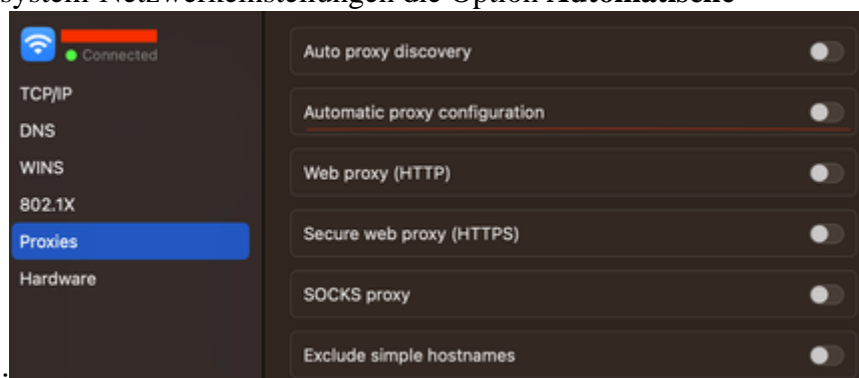 system-Netzwerkeinstellungen die Option Automatische
Connected
TCP/IP
DNS
WINS
802.1X
Proxies
Hardware
Auto proxy discovery
Automatic proxy configuration
Web proxy (HTTP)
Secure web proxy (HTTPS)
SOCKS proxy
Exclude simple hostnames
.